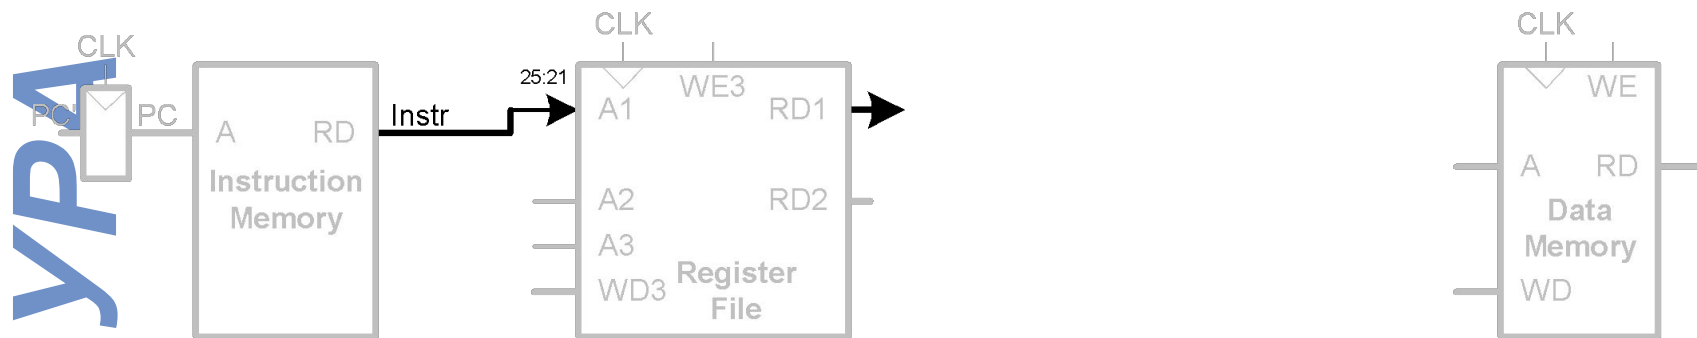 CLK
CLK
CLK
25:21
WE3
WE
PC'
PC
Instr
A1
RD1
A
RD
A
RD
Instruction
Memory
A2
RD2
Data
Memory
A3
WD3
Register
File
WD
УРА